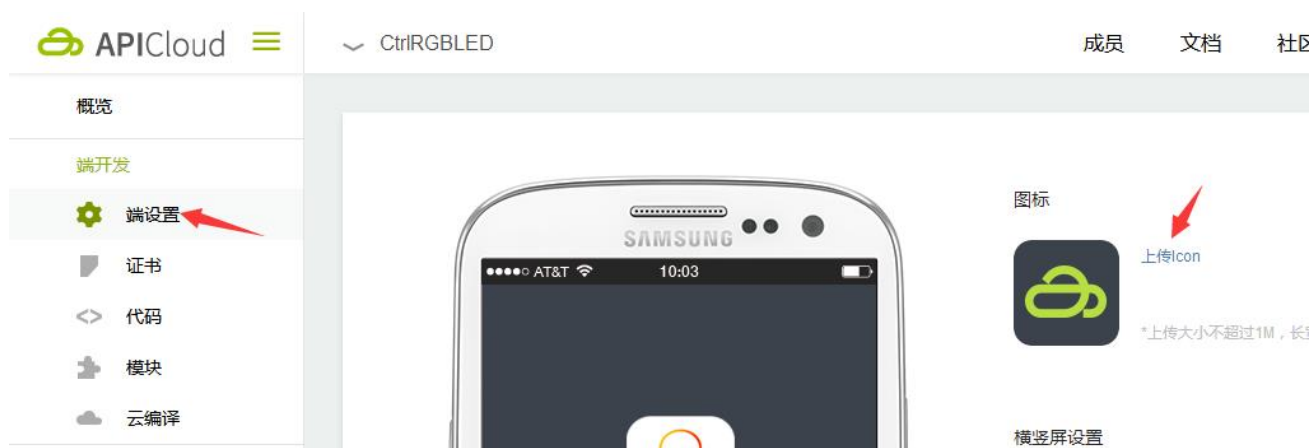 APICloud
CtrlRGBLED
成员
文档
社区
概览
端开发
端设置
证书
代码
模块
云编译
SAMSUNG
AT&T
10:03
图标
上传Icon
*上传大小不超过1M，长
横竖屏设置